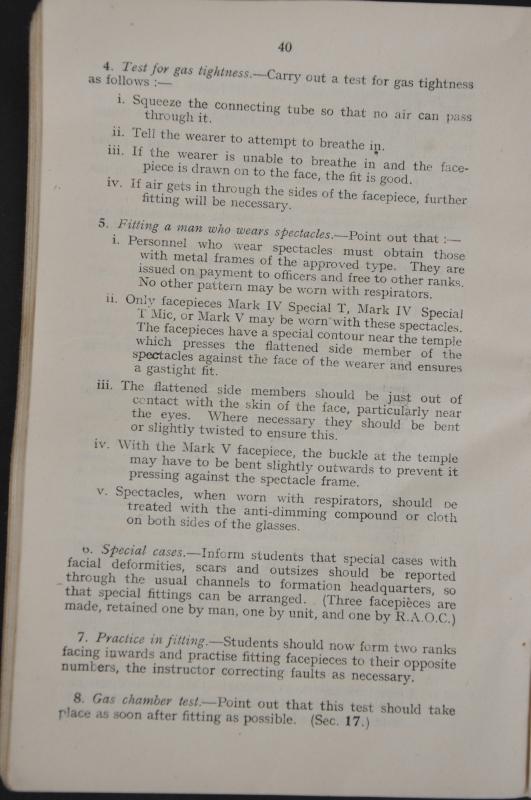 40
4. Test for gas tightness.—Carry out a test for gas tightness
as follows :—
i. Squeeze the connecting tube so that no air can pass
through it.
ii. Tell the wearer to attempt to breathe in.
iii. If the wearer is unable to breathe in and the face-
piece is drawn on to the face, the fit is good.
iv. If air gets in through the sides of the facepiece, further
fitting will be necessary.
5. Fitting a man who wears spectacles.—Point out that :—
i. Personnel who wear spectacles must obtain those
with metal frames of the approved type. They are
issued on payment to officers and free to other ranks.
No other pattern may be worn with respirators.
ii. Only facepieces Mark IV Special T, Mark IV Special
T Mic, or Mark V may be worn with these spectacles.
The facepieces have a special contour near the temple
which presses the flattened side member of the
spectacles against the face of the wearer and ensures
a gastight fit.
iii. The flattened side members should be just out of
contact with the skin of the face, particularly near
the eyes. Where necessary they should be bent
or slightly twisted to ensure this.
iv. With the Mark V facepiece, the buckle at the temple
may have to be bent slightly outwards to prevent it
pressing against the spectacle frame.
v. Spectacles, when worn with respirators, should be
treated with the anti-dimming compound or cloth
on both sides of the glasses.
6. Special cases.—Inform students that special cases with
facial deformities, scars and outsizes should be reported
through the usual channels to formation headquarters, so
that special fittings can be arranged. (Three facepièces are
made, retained one by man, one by unit, and one by R.A.O.C.)
7. Practice in fitting.—Students should now form two ranks
facing inwards and practise fitting facepieces to their opposite
numbers, the instructor correcting faults as necessary.
8. Gas chamber test.—Point out that this test should take
place as soon after fitting as possible. (Sec. 17.)